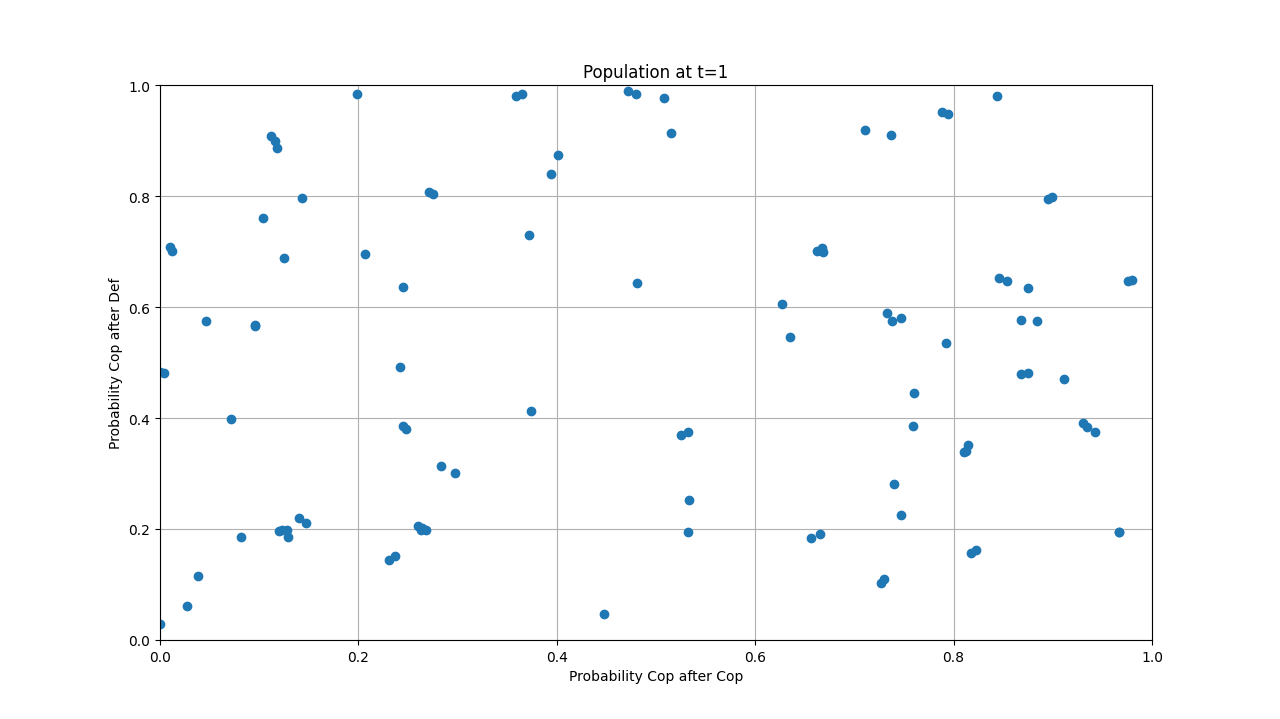 Population at t=1
1.0
0.8
0.6
0.4
0.2
0.0
Probability Cop after Def
0.0 0.2 0.4 0.6 0.8 1.0
Probability Cop after Cop